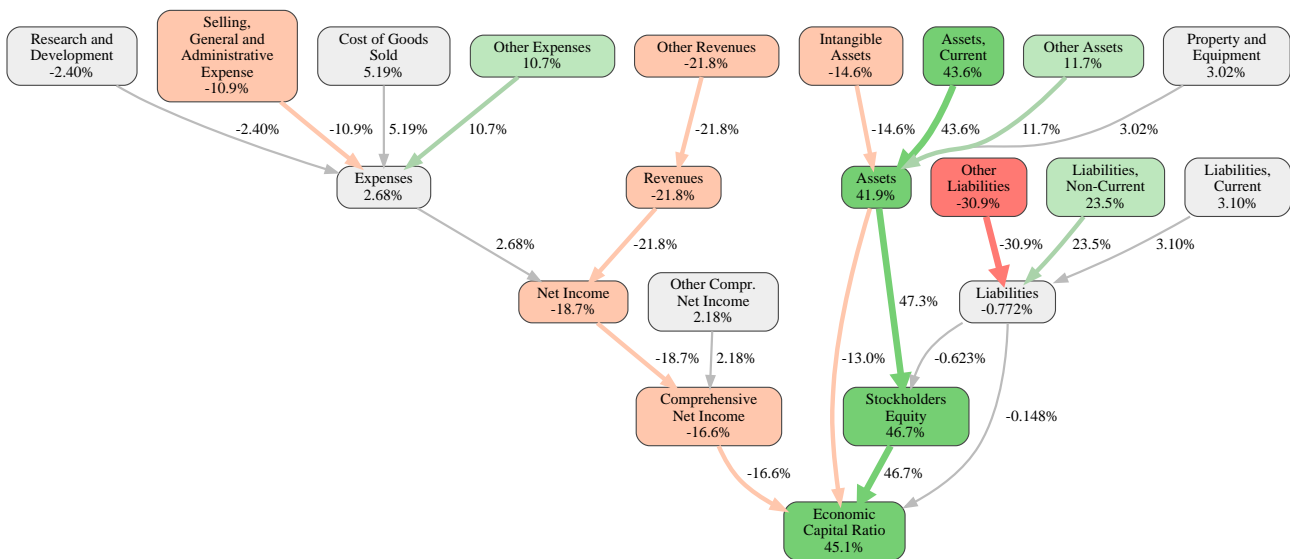 Research and
Development
-2.40%
Selling,
General and
Administrative
Expense
-10.9%
Cost of Goods
Sold
5.19%
Other Expenses
10.7%
Other Revenues
-21.8%
Intangible
Assets
-14.6%
Assets,
Current
43.6%
Other Assets
11.7%
Property and
Equipment
3.02%
-2.40%
-10.9%
5.19%
10.7%
-21.8%
-14.6%
43.6%
11.7%
3.02%
Expenses
2.68%
Revenues
-21.8%
Assets
41.9%
Other
Liabilities
-30.9%
Liabilities,
Non-Current
23.5%
Liabilities,
Current
3.10%
2.68%
-21.8%
-30.9%
23.5%
3.10%
Net Income
-18.7%
Other Compr.
Net Income
2.18%
47.3%
Liabilities
-0.772%
-18.7%
2.18%
-13.0%
-0.623%
Comprehensive
Net Income
-16.6%
Stockholders
Equity
46.7%
-0.148%
-16.6%
46.7%
Economic
Capital Ratio
45.1%